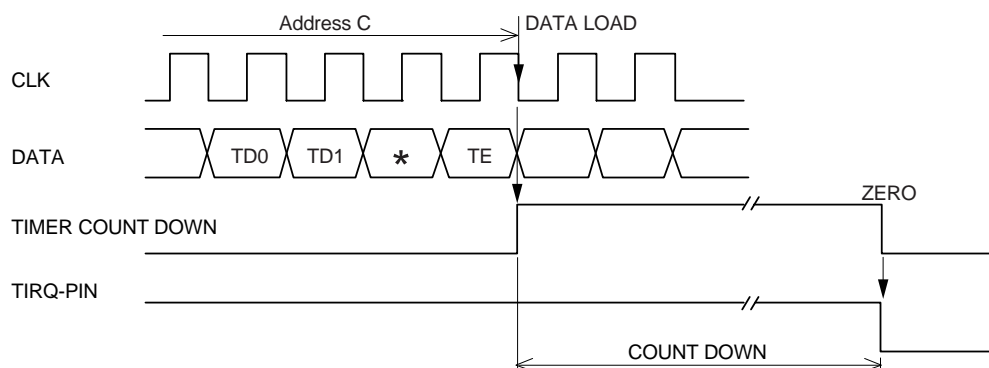 Address C
DATA LOAD
CLK
DATA
TD0
TD1
*
TE
ZERO
TIMER COUNT DOWN
TIRQ-PIN
COUNT DOWN